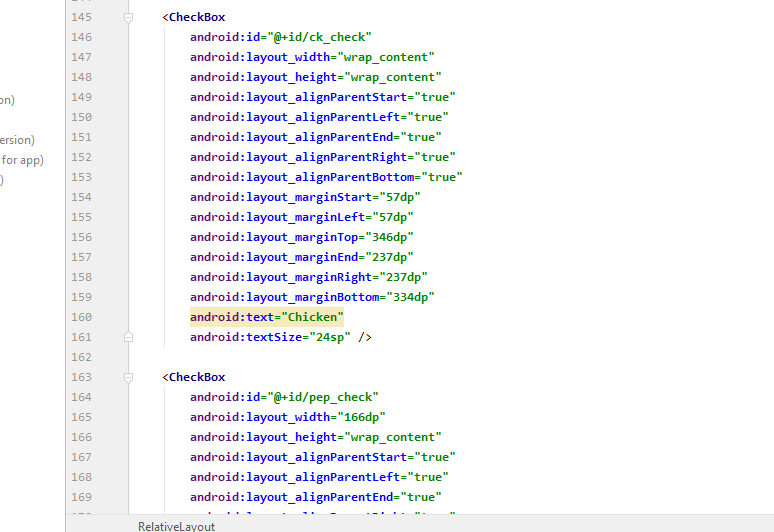 145 <CheckBox
146 android:id="@+id/ck_check"
147 android:layout_width="wrap_content"
148 android:layout_height="wrap_content"
149 android:layout_alignParentStart="true"
150 android:layout_alignParentLeft="true"
151 android:layout_alignParentEnd="true"
152 android:layout_alignParentRight="true"
153 android:layout_alignParentBottom="true"
154 android:layout_marginStart="57dp"
155 android:layout_marginLeft="57dp"
156 android:layout_marginTop="346dp"
157 android:layout_marginEnd="237dp"
158 android:layout_marginRight="237dp"
159 android:layout_marginBottom="334dp"
160 android:text="Chicken"
161 android:textSize="24sp" />
162
163 <CheckBox
164 android:id="@+id/pep_check"
165 android:layout_width="166dp"
166 android:layout_height="wrap_content"
167 android:layout_alignParentStart="true"
168 android:layout_alignParentLeft="true"
169 android:layout_alignParentEnd="true"
on)
ersion)
for app)
)
RelativeLayout